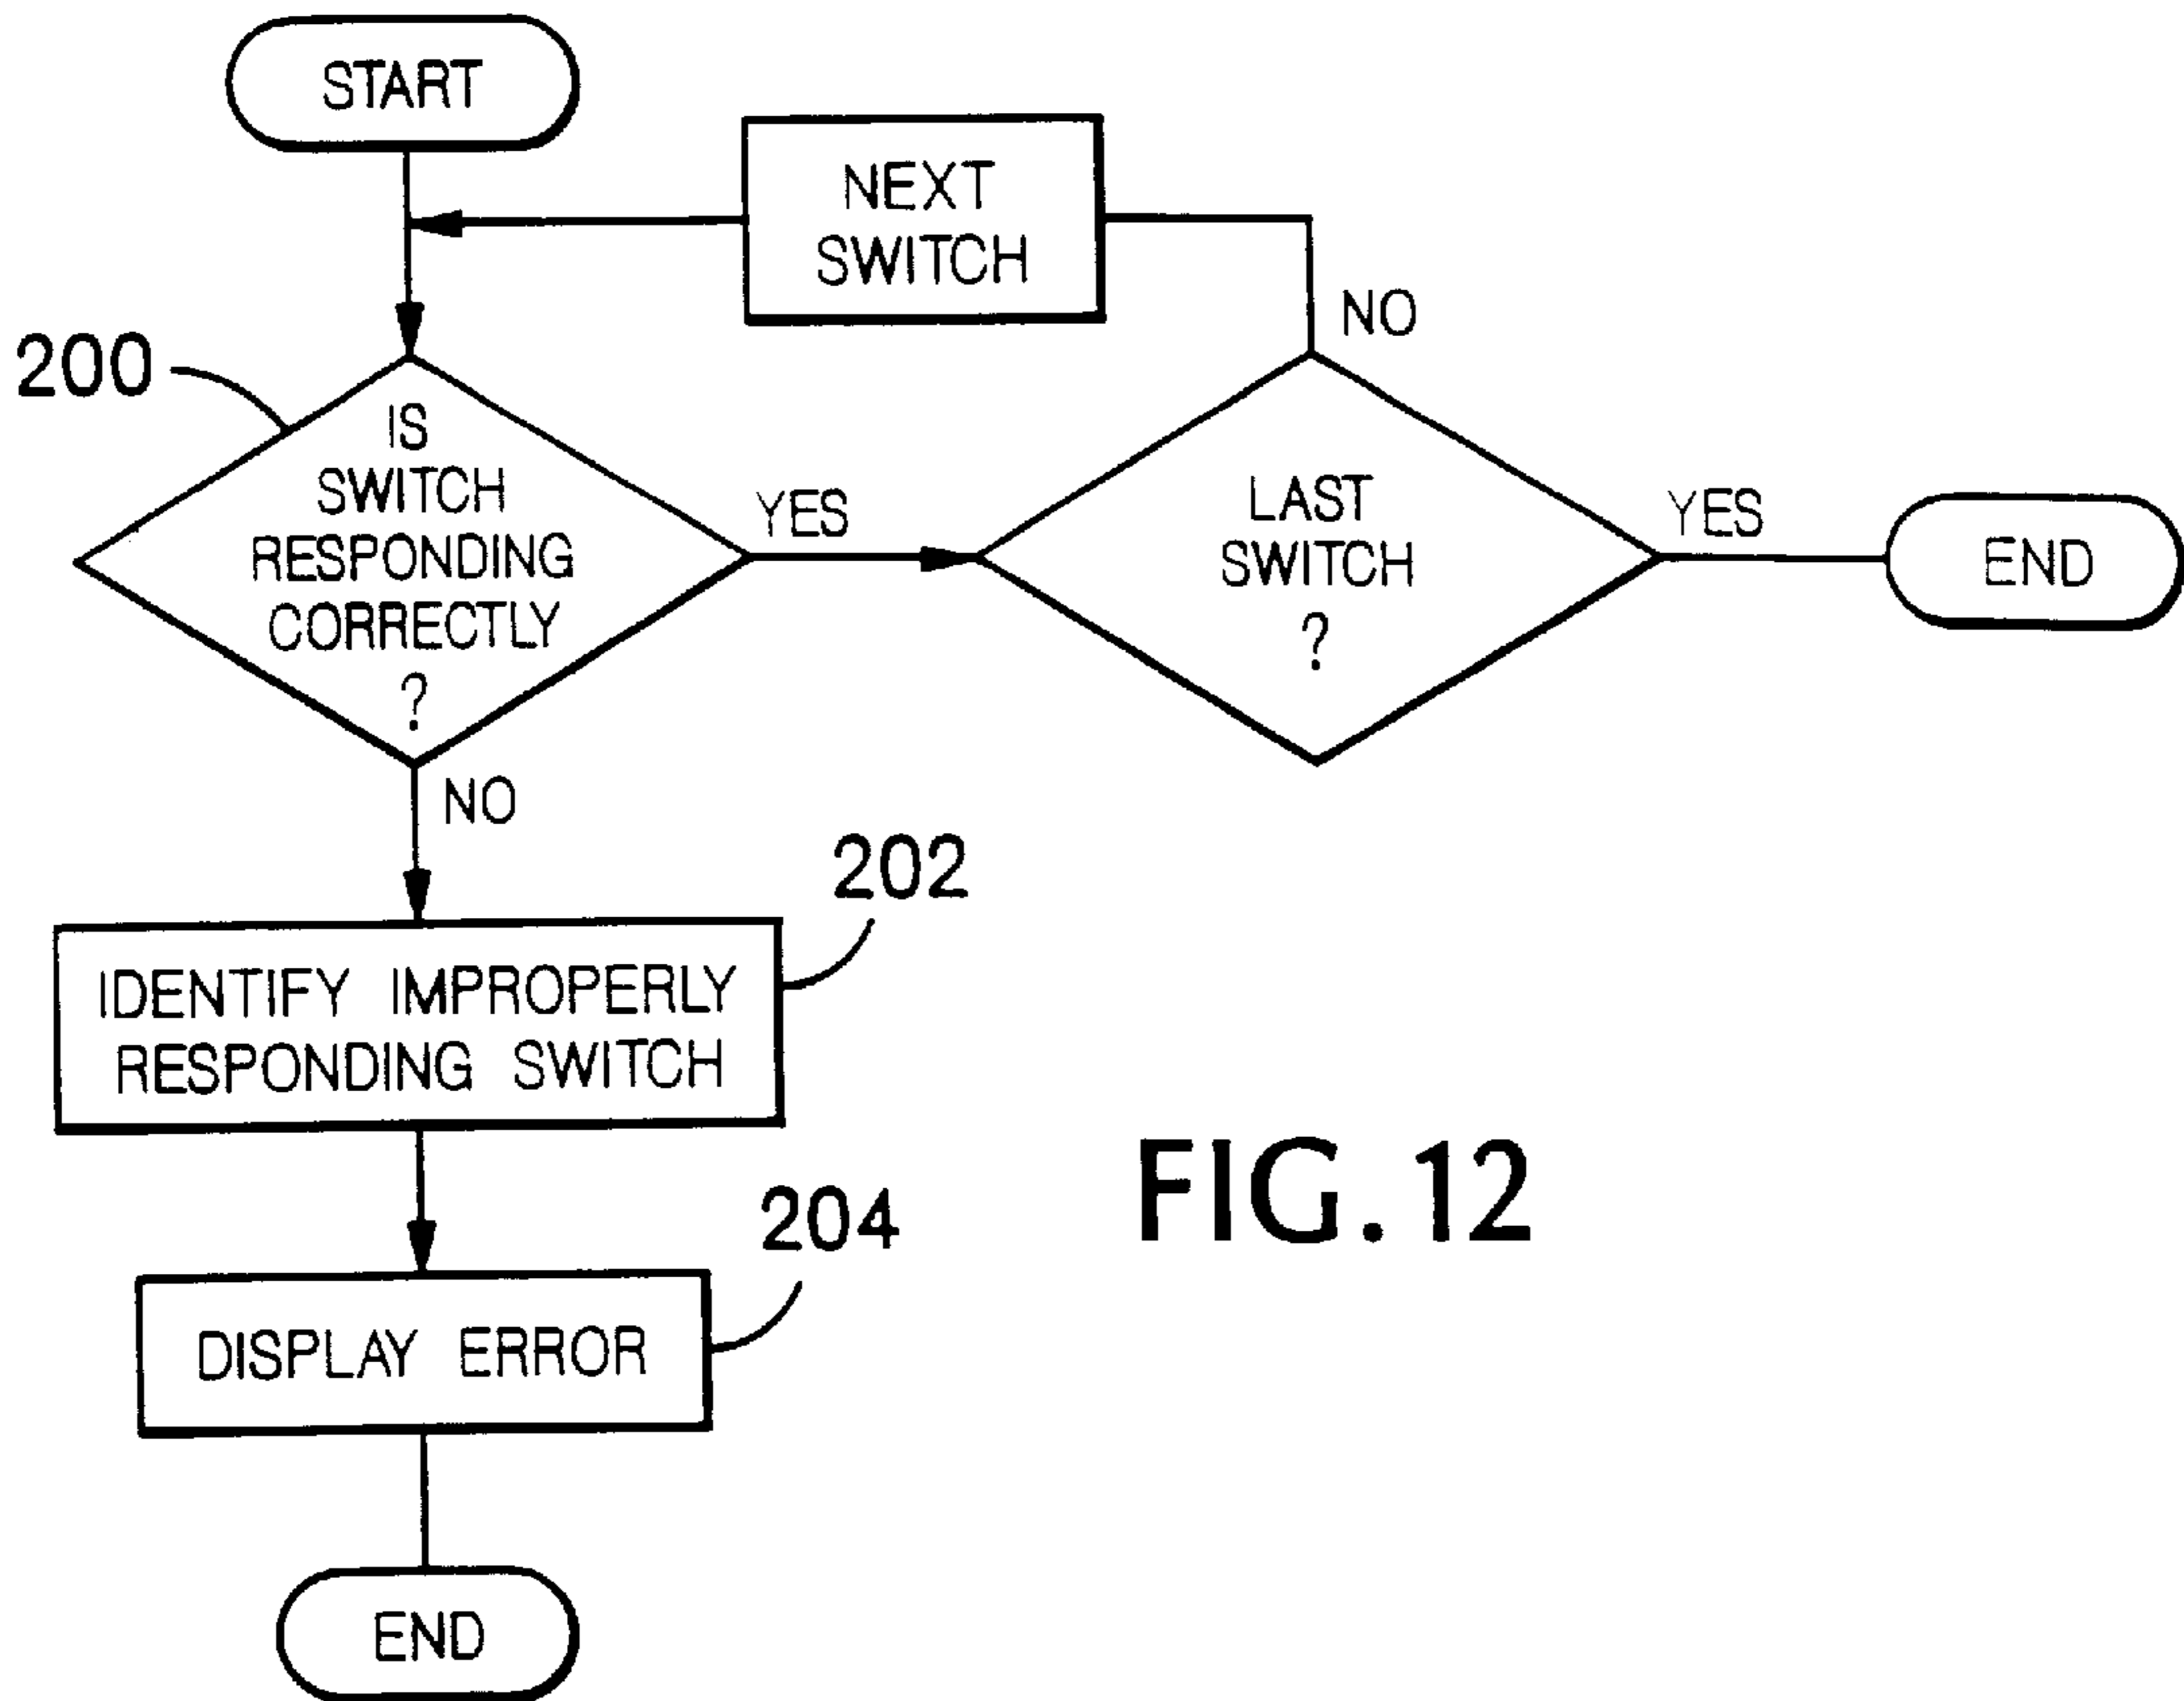 START
NEXT
SWITCH
NO
200
IS
SWITCH
RESPONDING
CORRECTLY
?
YES
LAST
SWITCH
?
YES
END
NO
202
IDENTIFY IMPROPERLY
RESPONDING SWITCH
204
DISPLAY ERROR
FIG. 12
END